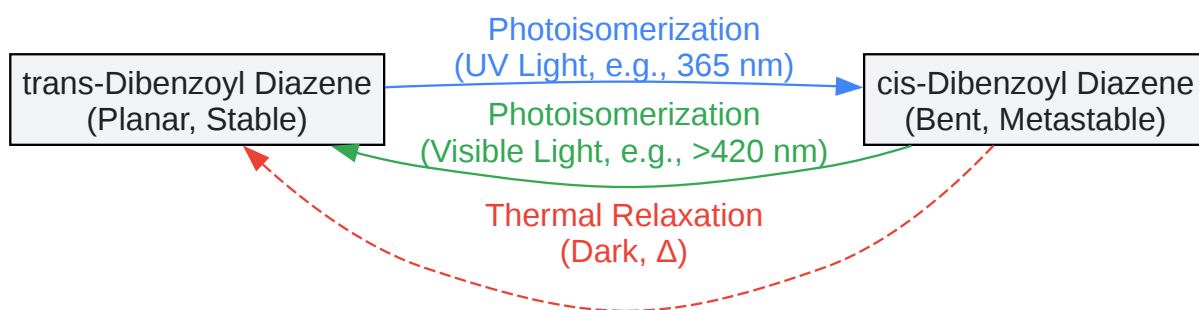 trans-Dibenzoyl Diazene
(Planar, Stable)
Photoisomerization
(UV Light, e.g., 365 nm)
cis-Dibenzoyl Diazene
(Bent, Metastable)
Photoisomerization
(Visible Light, e.g., >420 nm)
Thermal Relaxation
(Dark, Δ)